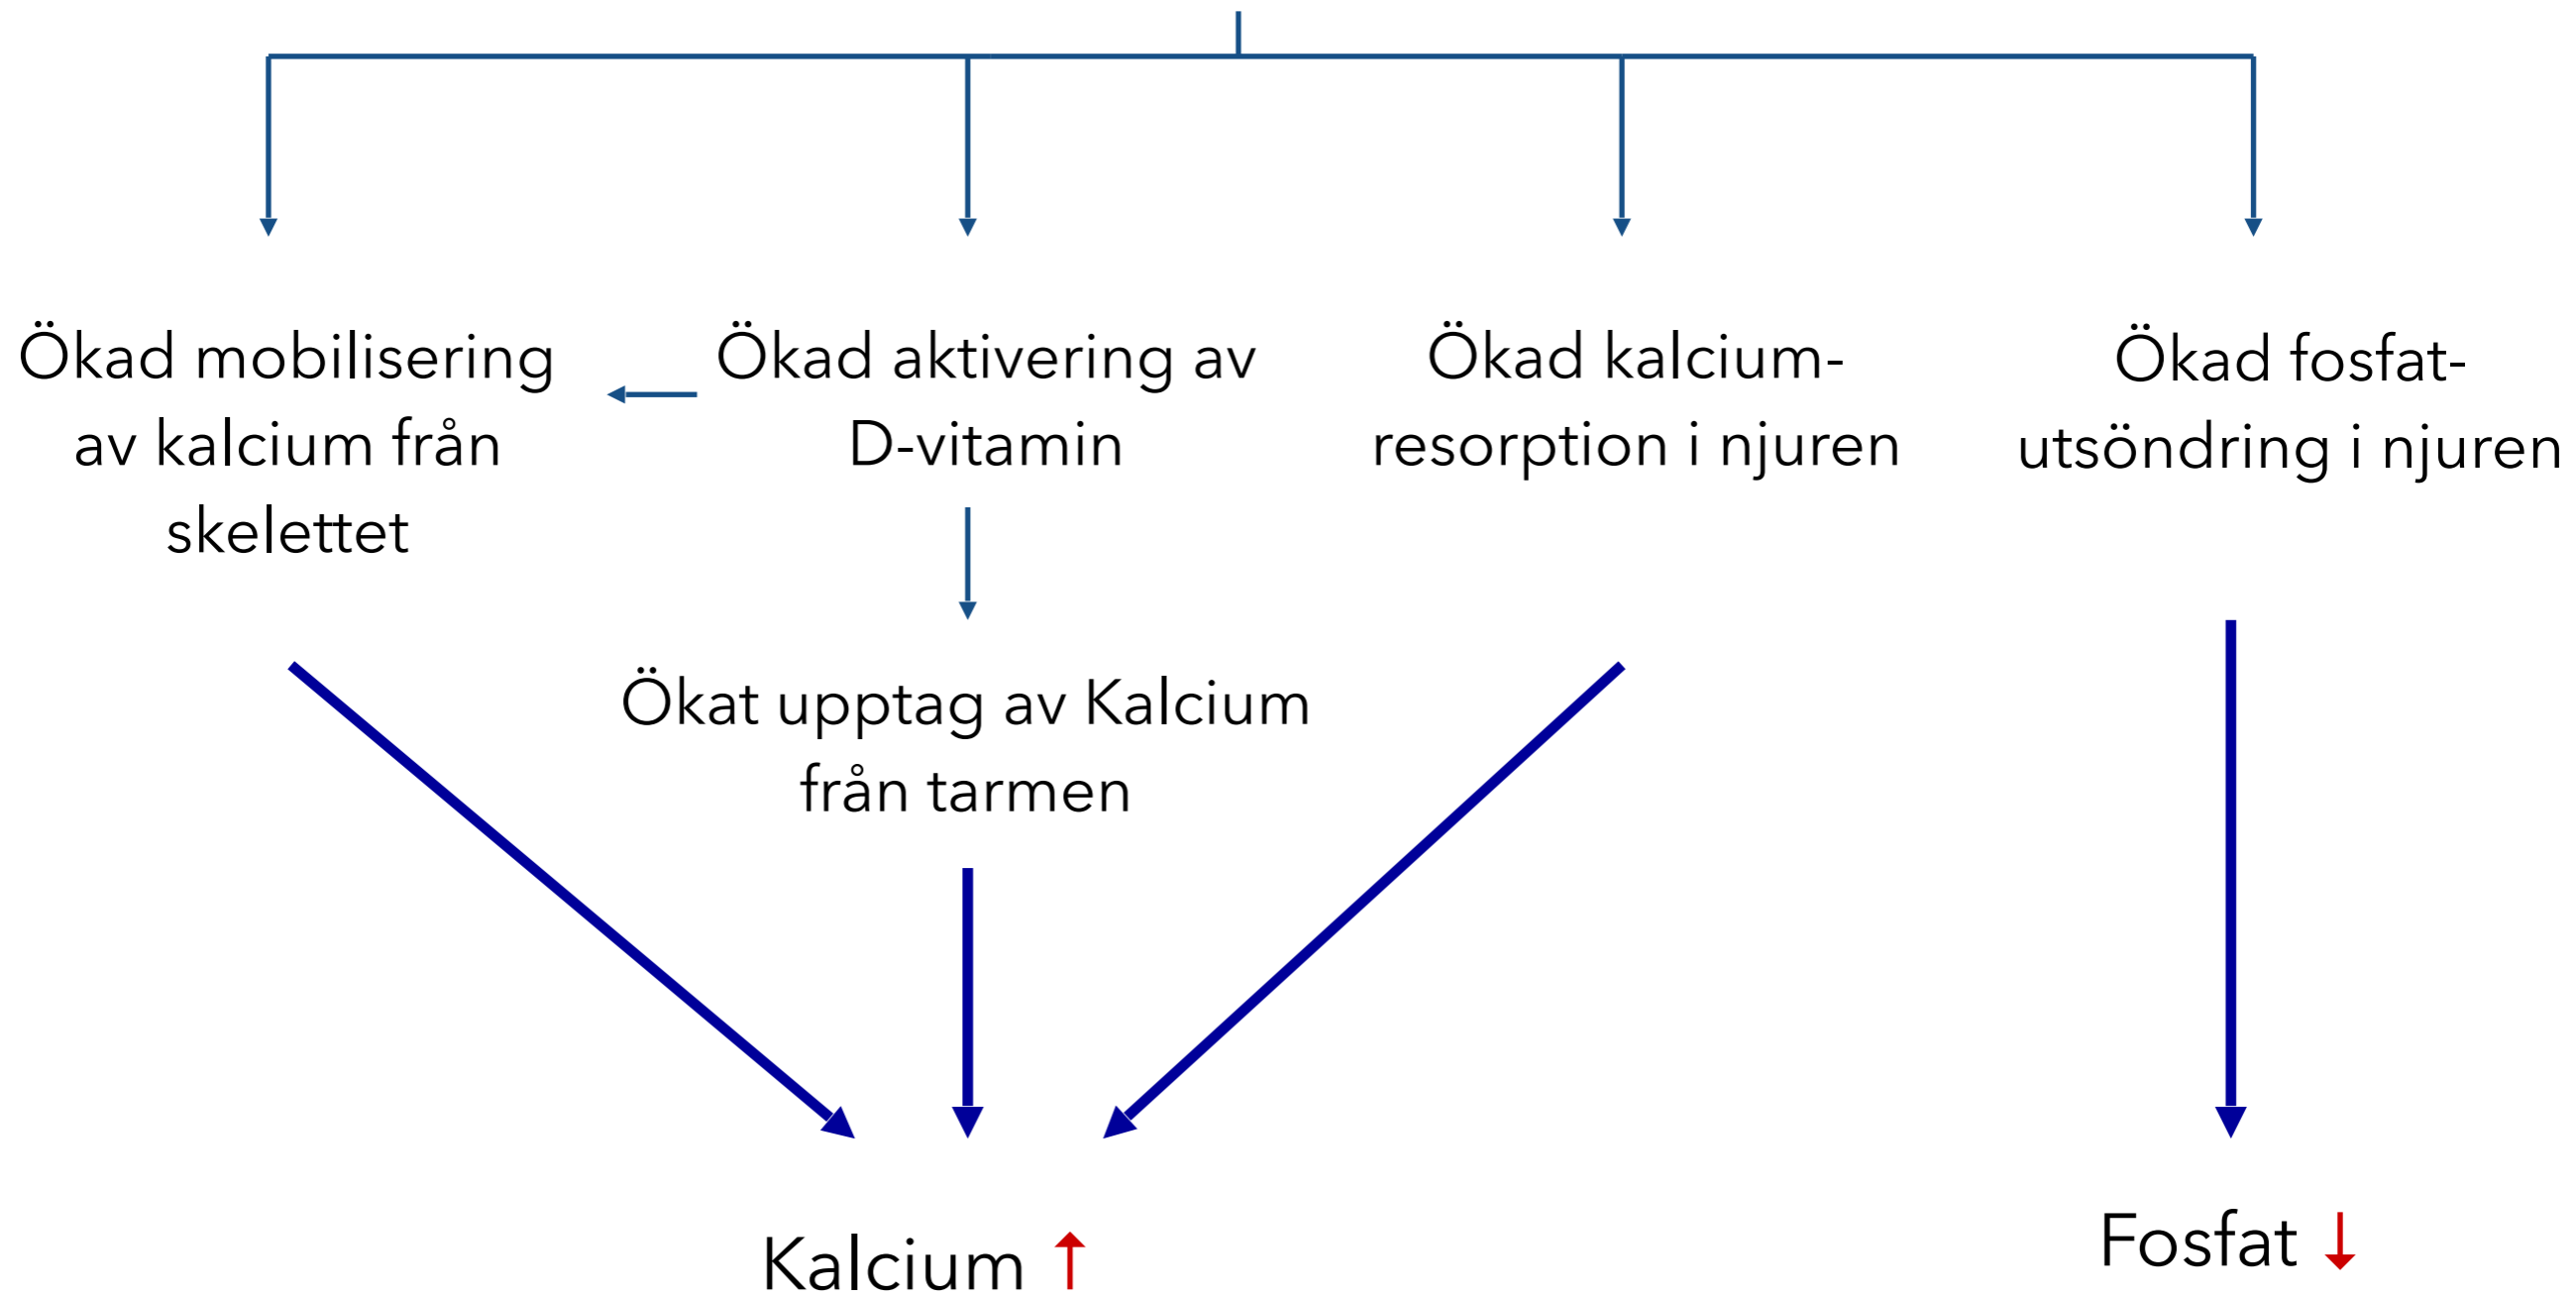 Ökad mobilisering
av kalcium från
skelettet
Ökad aktivering av
D-vitamin
Ökad kalcium-
resorption i njuren
Ökad fosfat-
utsöndring i njuren
Ökat upptag av Kalcium
från tarmen
Kalcium ↑
Fosfat ↓